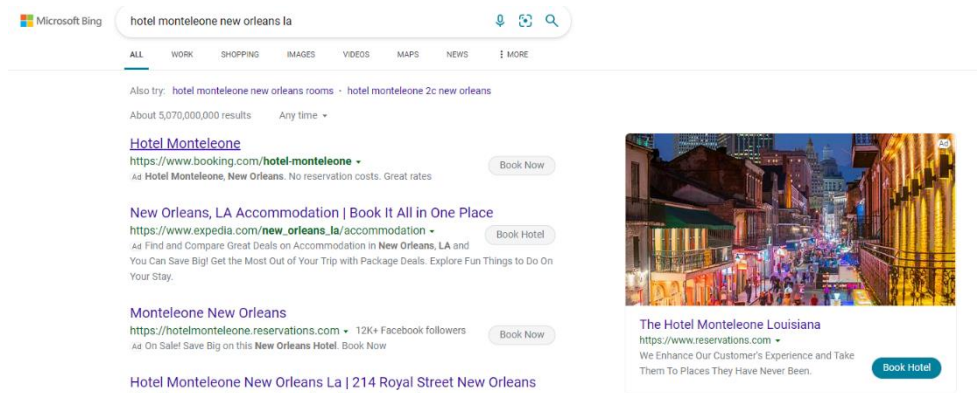 Microsoft Bing
hotel monteleone new orleans la
ALL WORK SHOPPING IMAGES VIDEOS MAPS NEWS ⋮ MORE
Also try: hotel monteleone new orleans rooms · hotel monteleone 2c new orleans
About 5,070,000,000 results Any time
Hotel Monteleone
https://www.booking.com/hotel-monteleone
Ad Hotel Monteleone, New Orleans. No reservation costs. Great rates
Book Now
New Orleans, LA Accommodation | Book It All in One Place
https://www.expedia.com/new_orleans_la/accommodation
Ad Find and Compare Great Deals on Accommodation in New Orleans, LA and
You Can Save Big! Get the Most Out of Your Trip with Package Deals. Explore Fun Things to Do On
Your Stay.
Book Hotel
Monteleone New Orleans
https://hotelmonteleone.reservations.com 12K+ Facebook followers
Ad On Sale! Save Big on this New Orleans Hotel. Book Now
Book Now
Hotel Monteleone New Orleans La | 214 Royal Street New Orleans
Ad
The Hotel Monteleone Louisiana
https://www.reservations.com
We Enhance Our Customer's Experience and Take
Them To Places They Have Never Been.
Book Hotel